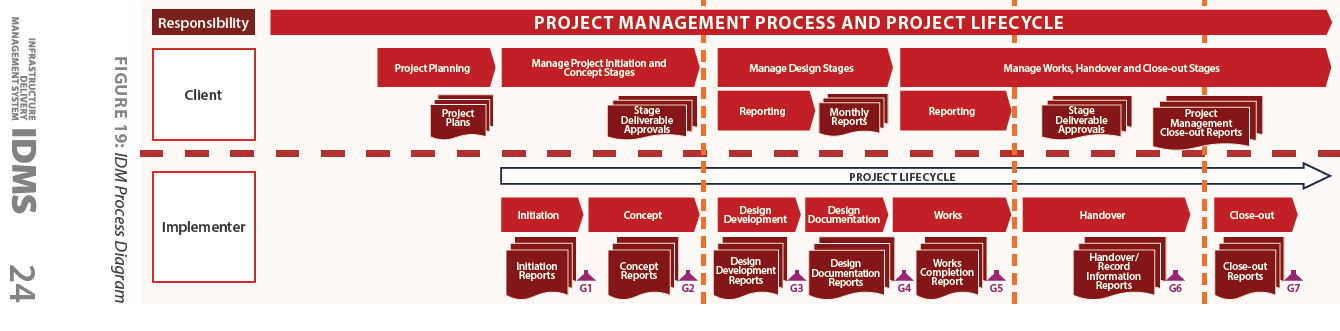 INFRASTRUCTURE
DELIVERY
MANAGEMENT SYSTEM
IDMS
24
FIGURE 19: IDM Process Diagram
Responsibility
PROJECT MANAGEMENT PROCESS AND PROJECT LIFECYCLE
Client
Project Planning
Manage Project Initiation and
Concept Stages
Manage Design Stages
Manage Works, Handover and Close-out Stages
Project
Plans
Stage
Deliverable
Approvals
Reporting
Monthly
Reports
Reporting
Stage
Deliverable
Approvals
Project
Management
Close-out Reports
PROJECT LIFECYCLE
Implementer
Initiation
Concept
Design
Development
Design
Documentation
Works
Handover
Close-out
Initiation
Reports
G1
Concept
Reports
G2
Design
Development
Reports
G3
Design
Documentation
Reports
G4
Works
Completion
Report
G5
Handover/
Record
Information
Reports
G6
Close-out
Reports
G7